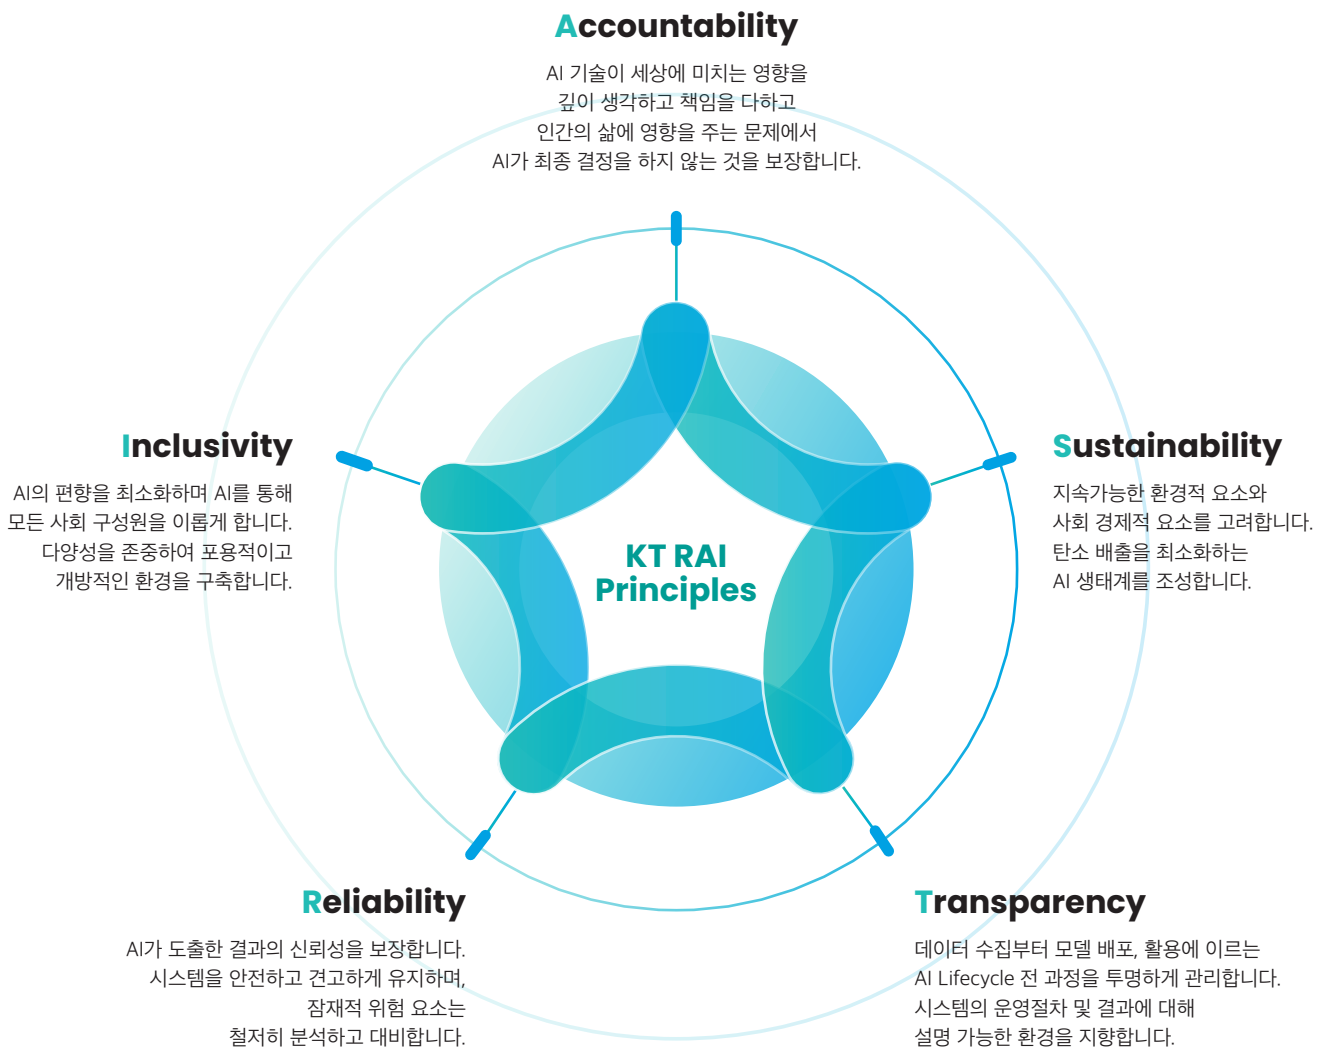 Accountability
AI 기술이 세상에 미치는 영향을
깊이 생각하고 책임을 다하고
인간의 삶에 영향을 주는 문제에서
AI가 최종 결정을 하지 않는 것을 보장합니다.
Inclusivity
AI의 편향을 최소화하며 AI를 통해
모든 사회 구성원을 이롭게 합니다.
다양성을 존중하여 포용적이고
개방적인 환경을 구축합니다.
KT RAI
Principles
Sustainability
지속가능한 환경적 요소와
사회 경제적 요소를 고려합니다.
탄소 배출을 최소화하는
AI 생태계를 조성합니다.
Reliability
AI가 도출한 결과의 신뢰성을 보장합니다.
시스템을 안전하고 견고하게 유지하며,
잠재적 위험 요소는
철저히 분석하고 대비합니다.
Transparency
데이터 수집부터 모델 배포, 활용에 이르는
AI Lifecycle 전 과정을 투명하게 관리합니다.
시스템의 운영절차 및 결과에 대해
설명 가능한 환경을 지향합니다.